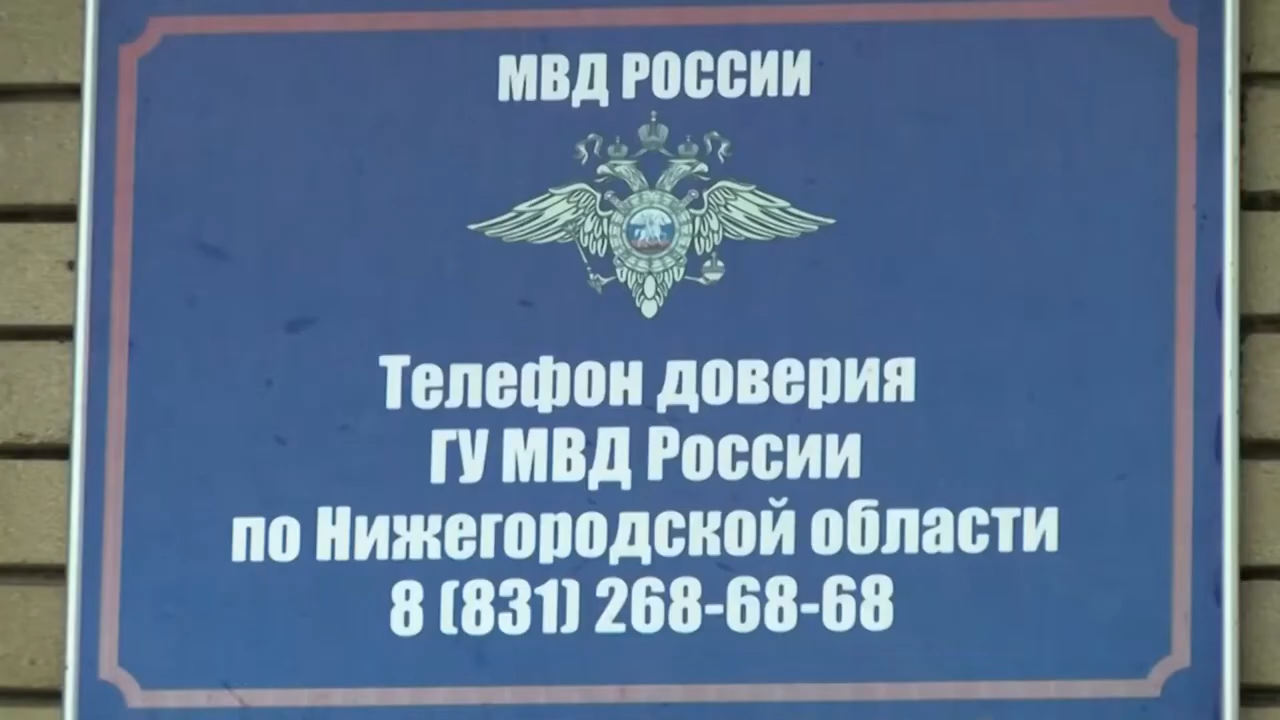 МВД РОССИИ
Телефон доверия
ГУ МВД России
по Нижегородской области
8 (831) 268-68-68